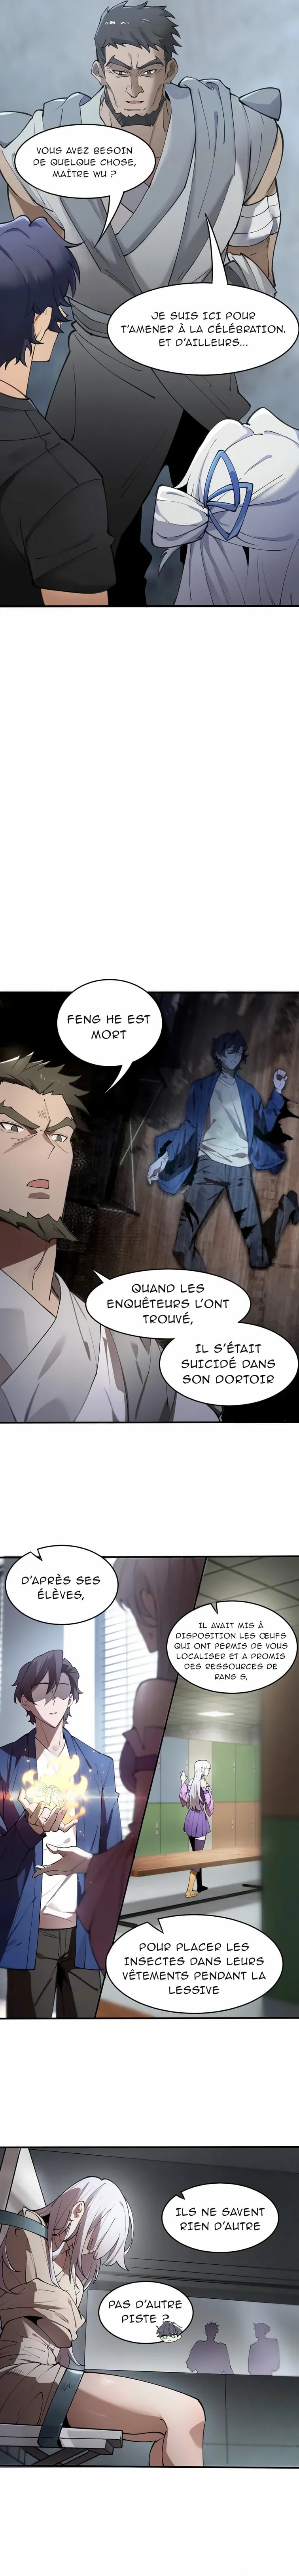 VOUS AVEZ BESOIN
DE QUELQUE CHOSE,
MAÎTRE WU ?
JE SUIS ICI POUR
T'AMENER À LA CÉLÉBRATION.
ET D'AILLEURS...
FENG HE EST
MORT
QUAND LES
ENQUÊTEURS L'ONT
TROUVÉ,
IL S'ÉTAIT
SUICIDÉ DANS
SON DORTOIR
D'APRÈS SES
ÉLÈVES,
IL AVAIT MIS À
DISPOSITION LES ŒUFS
QUI ONT PERMIS DE VOUS
LOCALISER ET A PROMIS
DES RESSOURCES DE
RANG S,
POUR PLACER LES
INSECTES DANS LEURS
VÊTEMENTS PENDANT LA
LESSIVE
ILS NE SAVENT
RIEN D'AUTRE
PAS D'AUTRE
PISTE ?